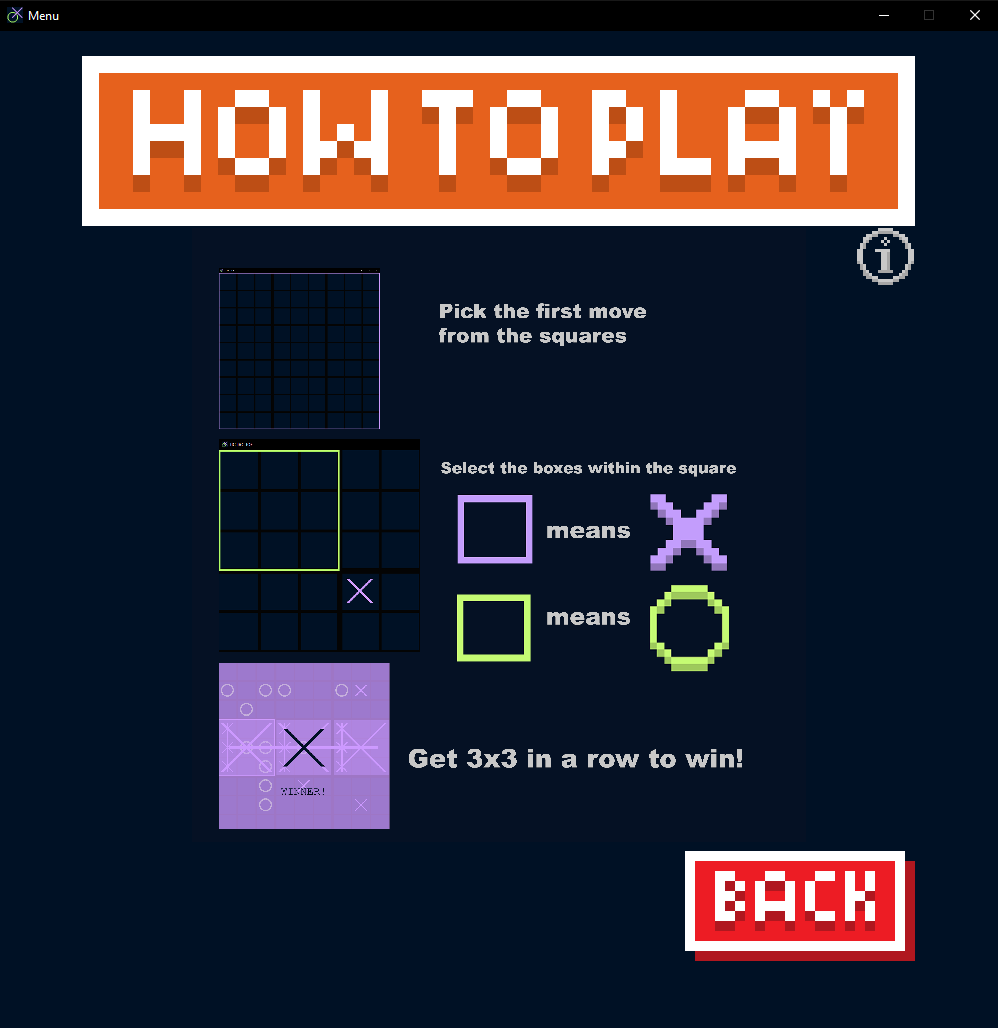 Menu
HOW TO PLAY
Pick the first move
from the squares
Select the boxes within the square
means
means
WINNER!
Get 3x3 in a row to win!
BACK